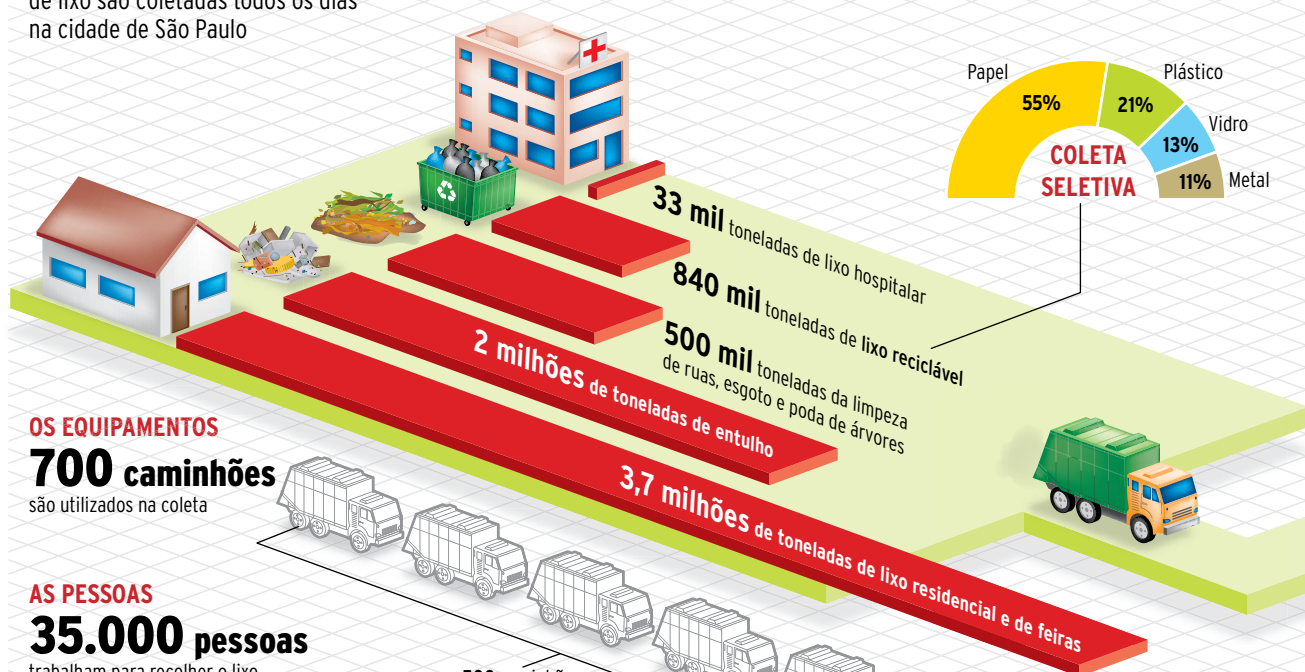 de lixo são coletadas todos os dias
na cidade de São Paulo
Papel
55%
Plástico
21%
Vidro
13%
Metal
11%
COLETA
SELETIVA
33 mil toneladas de lixo hospitalar
840 mil toneladas de lixo reciclável
500 mil toneladas da limpeza
de ruas, esgoto e poda de árvores
2 milhões de toneladas de entulho
3,7 milhões de toneladas de lixo residencial e de feiras
OS EQUIPAMENTOS
700 caminhões
são utilizados na coleta
AS PESSOAS
35.000 pessoas
trabalham para recolher o lixo